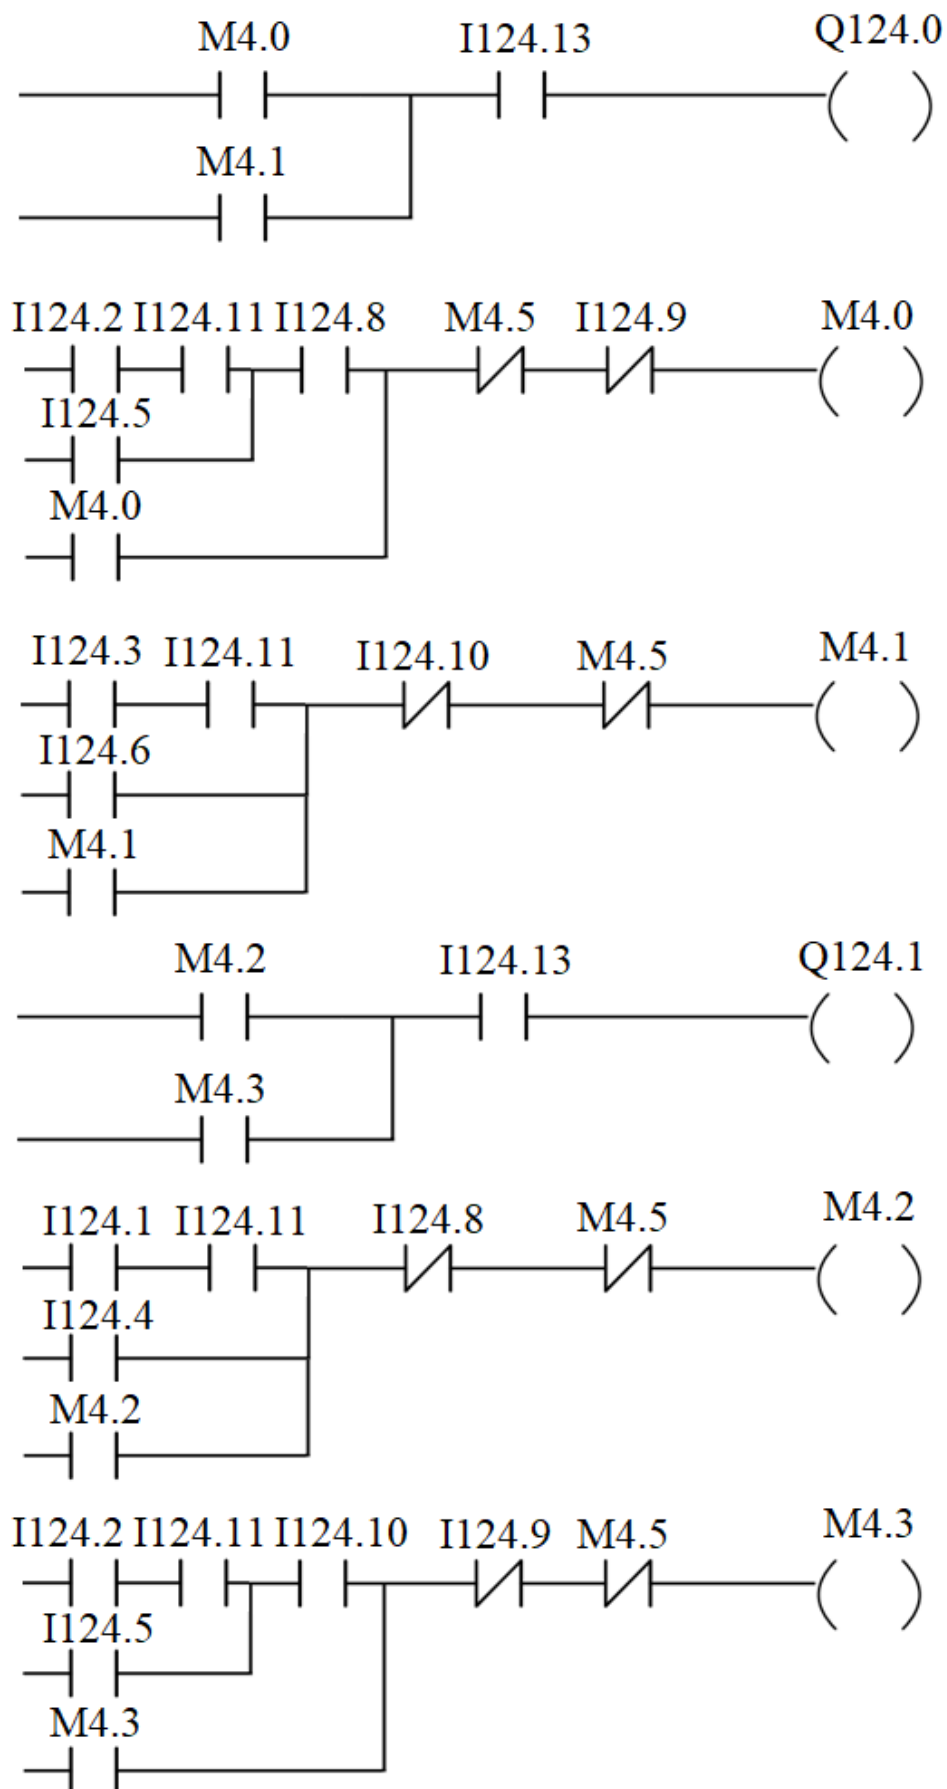 M4.0 I124.13 Q124.0
M4.1
I124.2 I124.11 I124.8 M4.5 I124.9 M4.0
I124.5
M4.0
I124.3 I124.11 I124.10 M4.5 M4.1
I124.6
M4.1
M4.2 I124.13 Q124.1
M4.3
I124.1 I124.11 I124.8 M4.5 M4.2
I124.4
M4.2
I124.2 I124.11 I124.10 I124.9 M4.5 M4.3
I124.5
M4.3